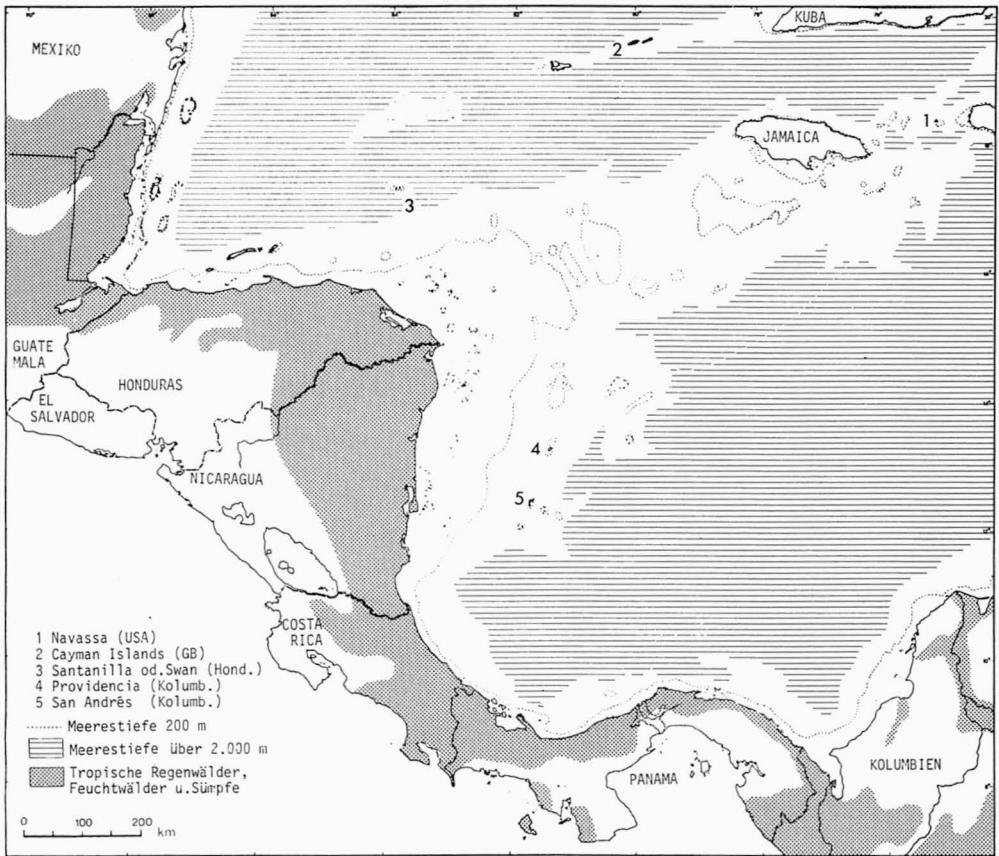 KUBA
MEXIKO
2
1
JAMAICA
3
GUATE
MALA
HONDURAS
EL
SALVADOR
4
NICARAGUA
5
COSTA
RICA
1 Navassa (USA)
2 Cayman Islands (GB)
3 Santanilla od.Swan (Hond.)
4 Providencia (Kolumb.)
5 San Andrés (Kolumb.)
Meerestiefe 200 m
Meerestiefe über 2.000 m
Tropische Regenwälder,
Feuchtwälder u.Sümpfe
KOLUMBIEN
PANAMA
0 100 200
km